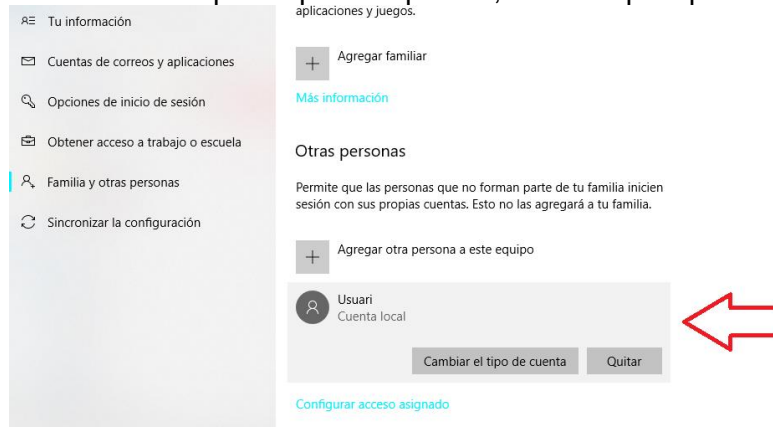 Tu información
Cuentas de correos y aplicaciones
Opciones de inicio de sesión
Obtener acceso a trabajo o escuela
Familia y otras personas
Sincronizar la configuración
aplicaciones y juegos.
Agregar familiar
Más información
Otras personas
Permite que las personas que no forman parte de tu familia inicien
sesión con sus propias cuentas. Esto no las agregará a tu familia.
Agregar otra persona a este equipo
Usuari
Cuenta local
Cambiar el tipo de cuenta Quitar
Configurar acceso asignado